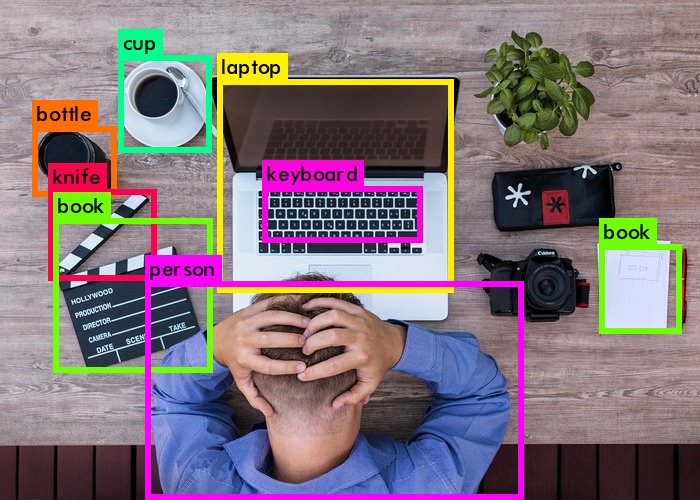 cup
laptop
bottle
knife
keyboard
book
book
person
HOLLYWOOD
PRODUCTION
DIRECTOR
CAMERA
DATE SCENE TAKE
Canon